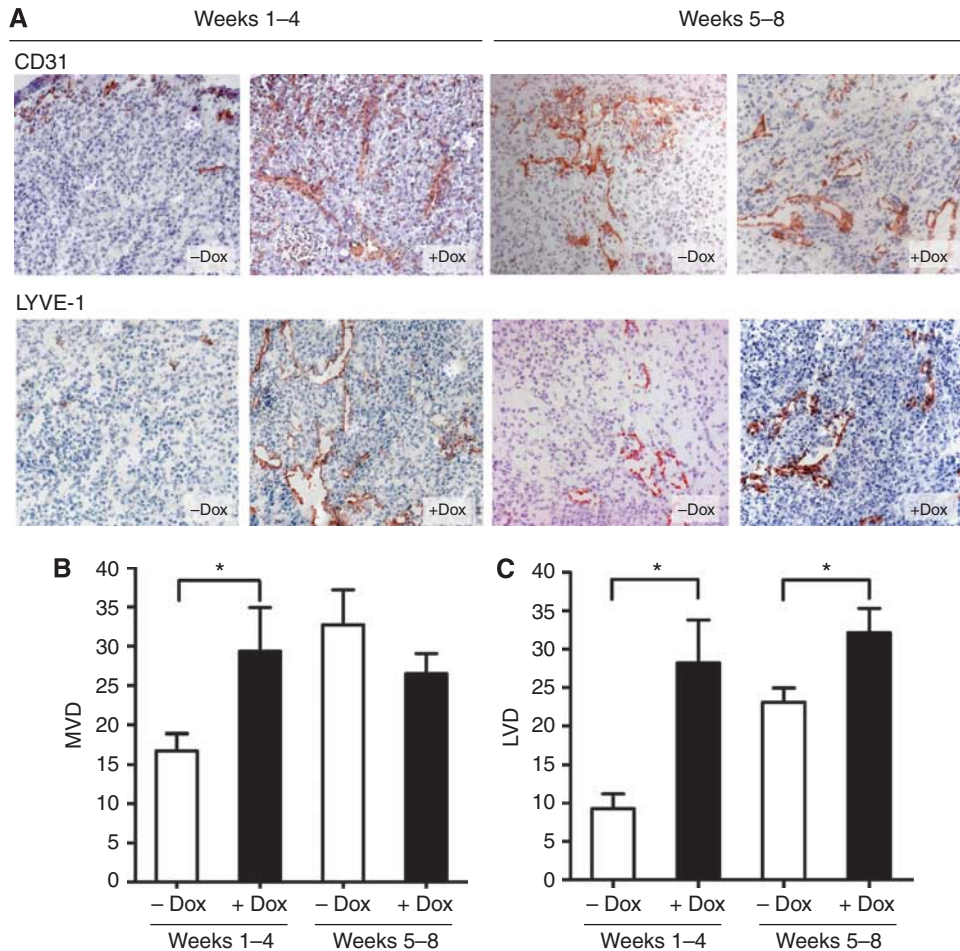 A
Weeks 1–4 Weeks 5–8
CD31
–Dox +Dox –Dox +Dox
LYVE-1
–Dox +Dox –Dox +Dox
B
40
35
30
25
20
15
10
5
0
MVD
*
– Dox + Dox – Dox + Dox
Weeks 1–4 Weeks 5–8
C
40
35
30
25
20
15
10
5
0
LVD
* *
– Dox + Dox – Dox + Dox
Weeks 1–4 Weeks 5–8